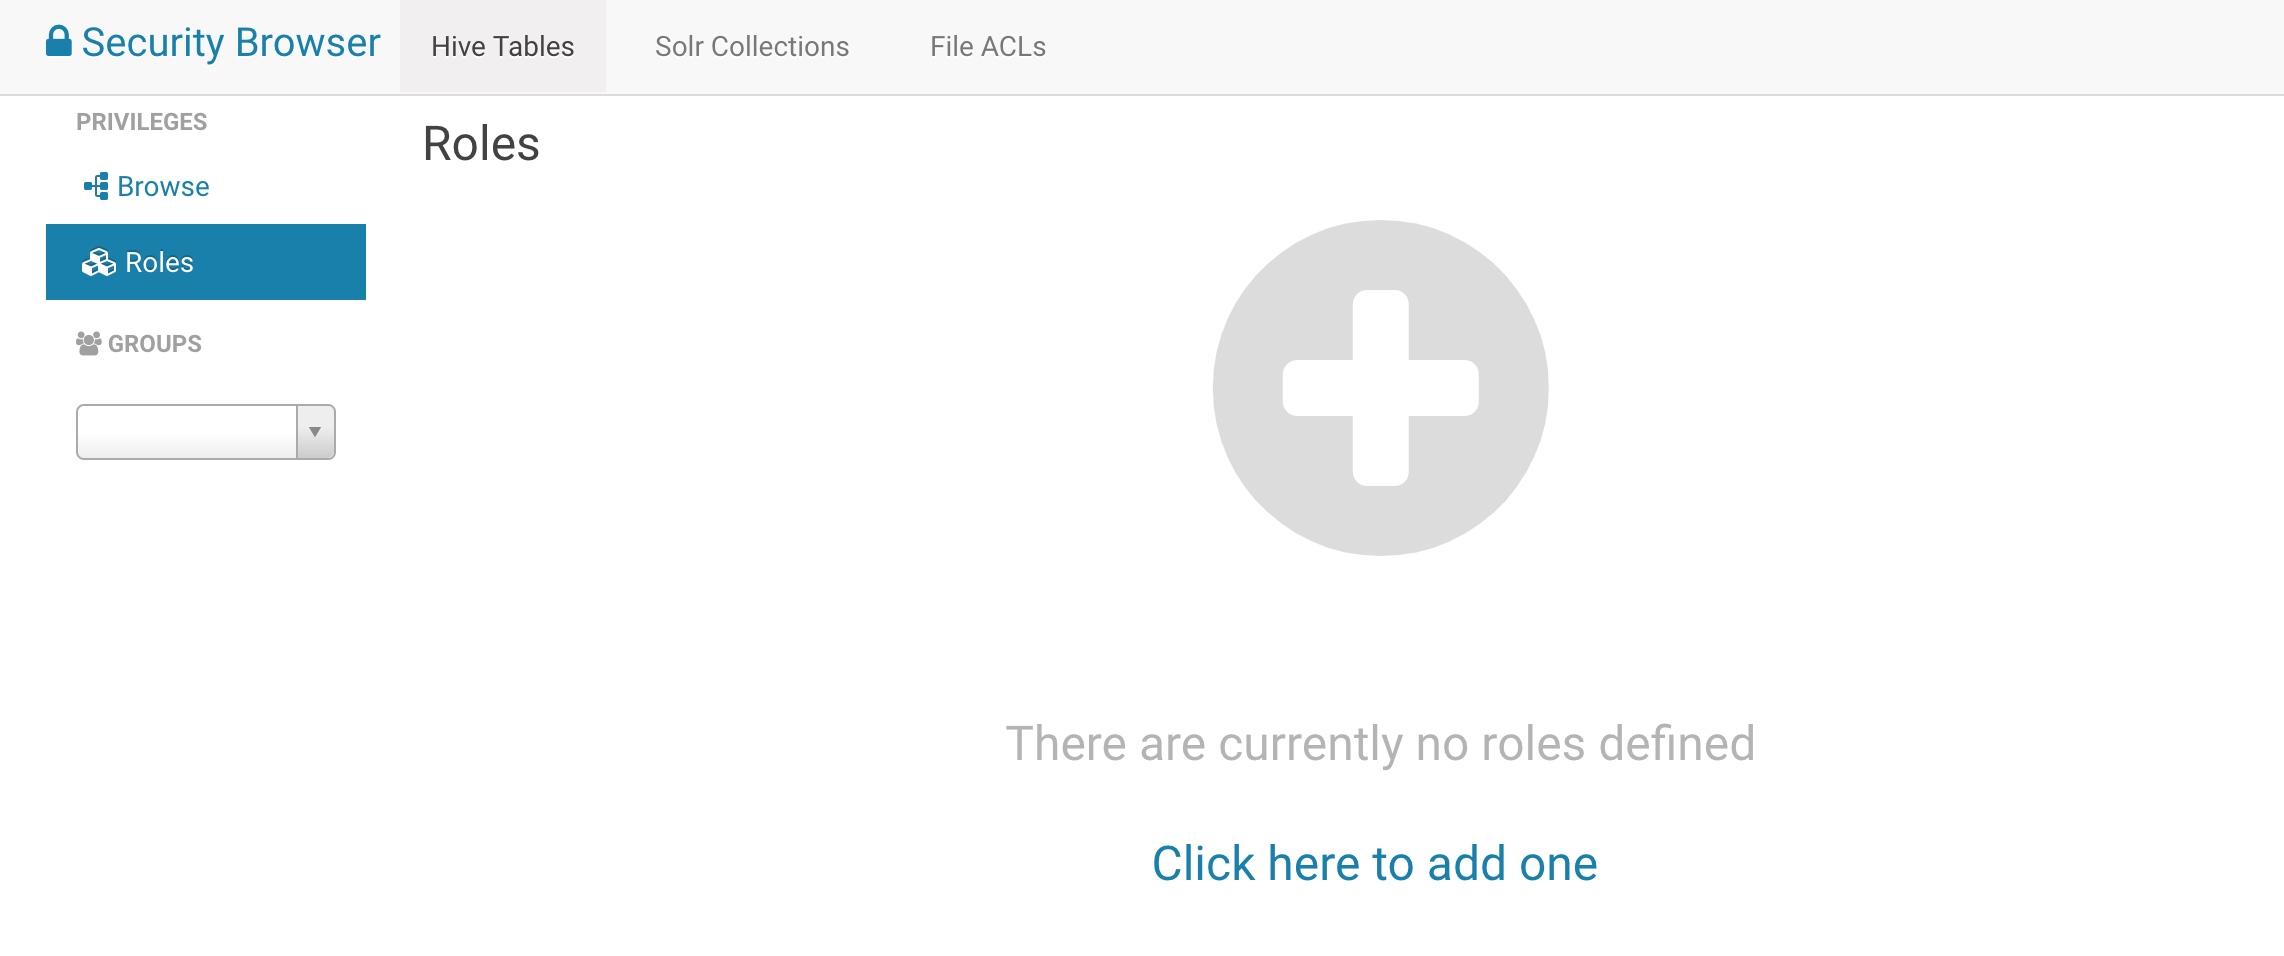 Security Browser
Hive Tables
Solr Collections
File ACLs
PRIVILEGES
Browse
Roles
GROUPS
Roles
There are currently no roles defined
Click here to add one